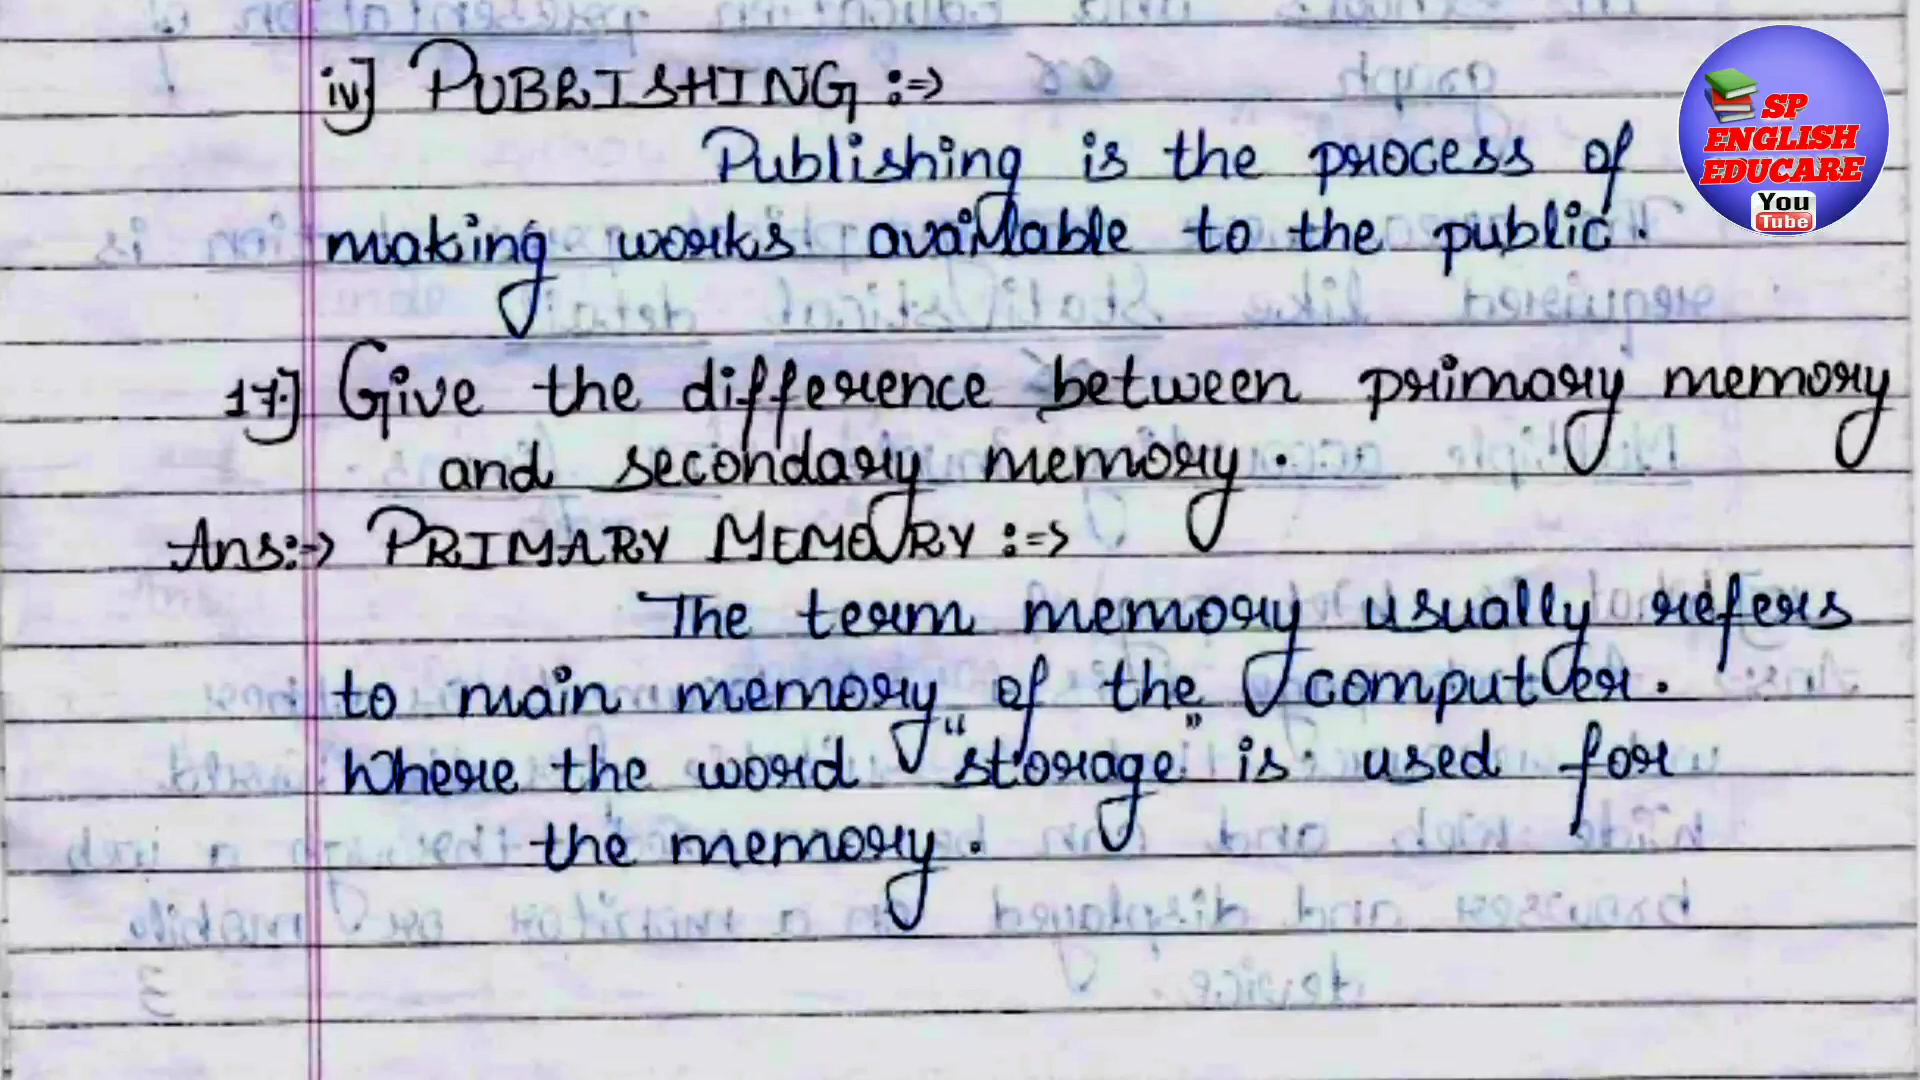 iv] PUBLISHING :=>
Publishing is the process of
making works available to the public.
17.] Give the difference between primary memory
and secondary memory.
Ans:-> PRIMARY MEMORY :=>
The term memory usually refers
to main memory of the computer.
Where the word "storage" is used for
the memory.
SP
ENGLISH
EDUCARE
You
Tube